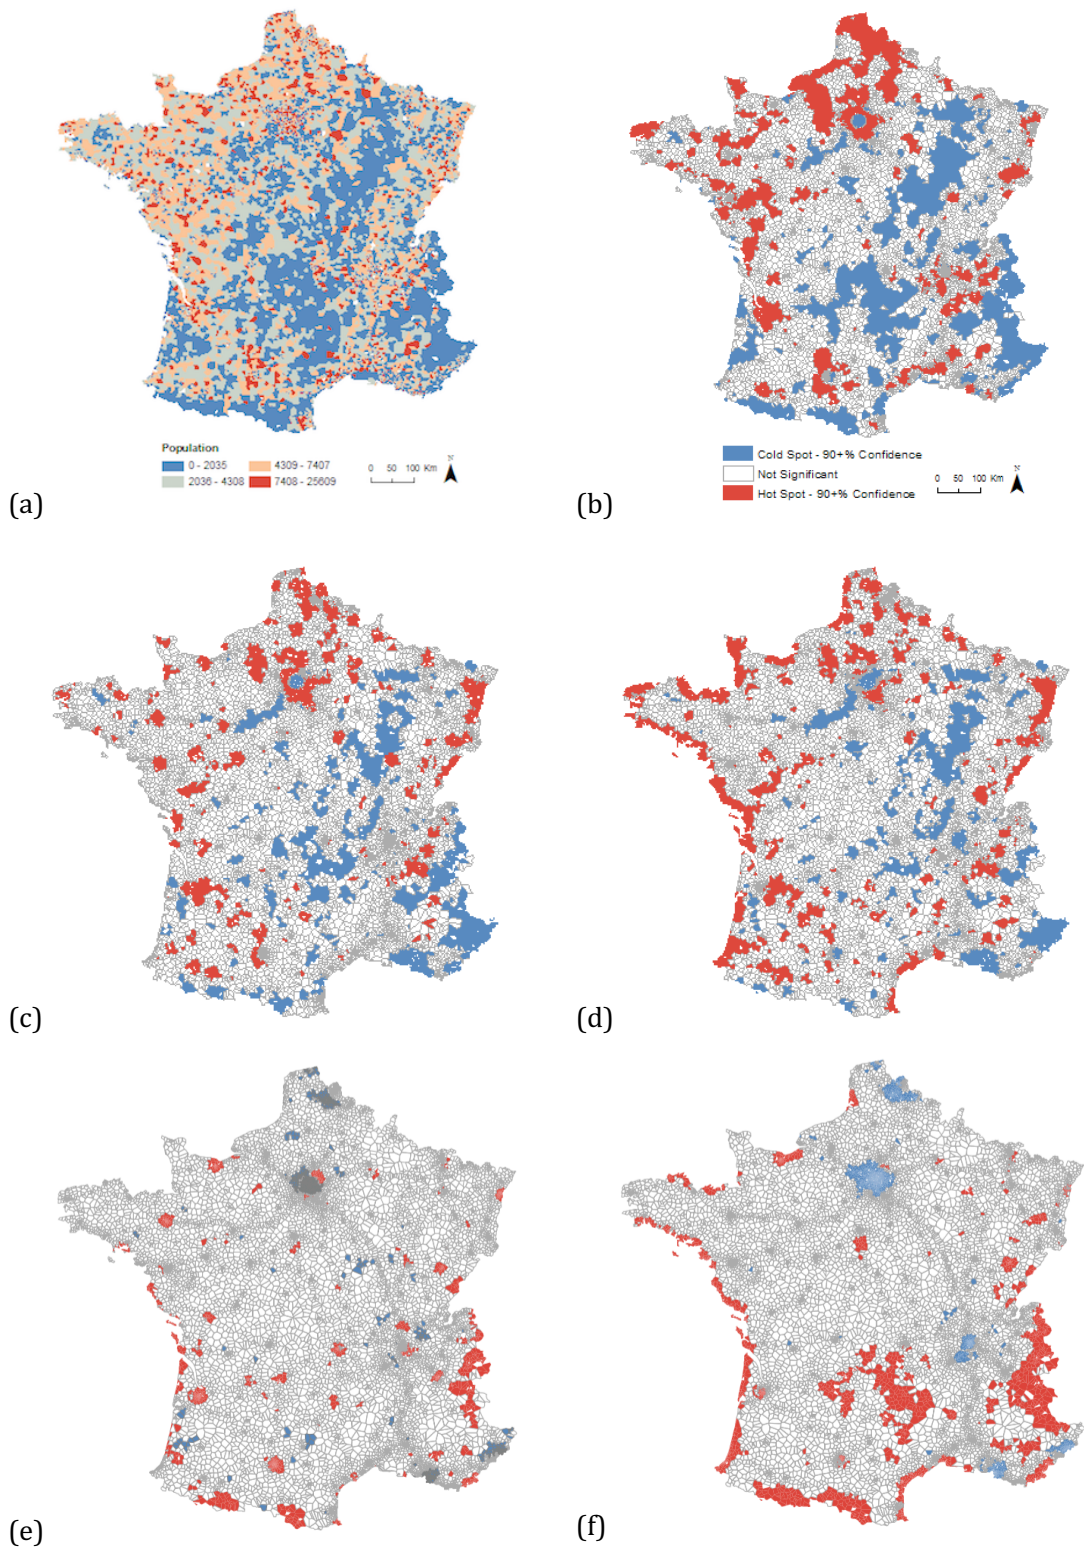 Population
0 - 2035
4309 - 7407
2036 - 4308
7408 - 25609
0 50 100 Km
N
(a)
Cold Spot - 90+% Confidence
Not Significant
Hot Spot - 90+% Confidence
0 50 100 Km
N
(b)
(c)
(d)
(e)
(f)